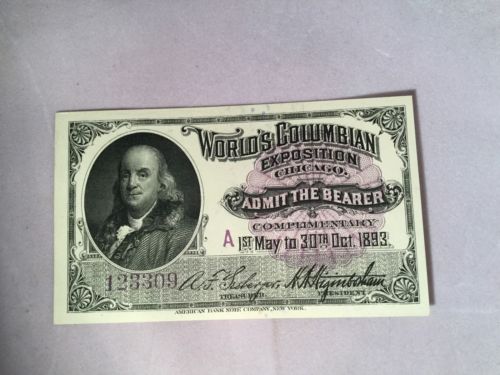 WORLD'S COLUMBIAN
EXPOSITION
CHICAGO.
ADMIT THE BEARER
COMPLIMENTARY
A 1ST May to 30TH Oct. 1893.
123309
TREASURER. PRESIDENT
AMERICAN BANK NOTE COMPANY, NEW YORK.